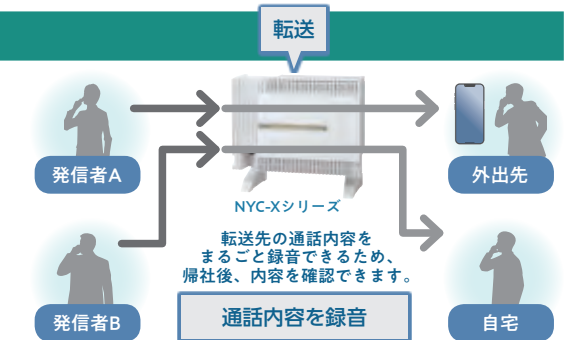 転送
発信者A
外出先
NYC-Xシリーズ
転送先の通話内容を
まるごと録音できるため、
帰社後、内容を確認できます。
発信者B
通話内容を録音
自宅